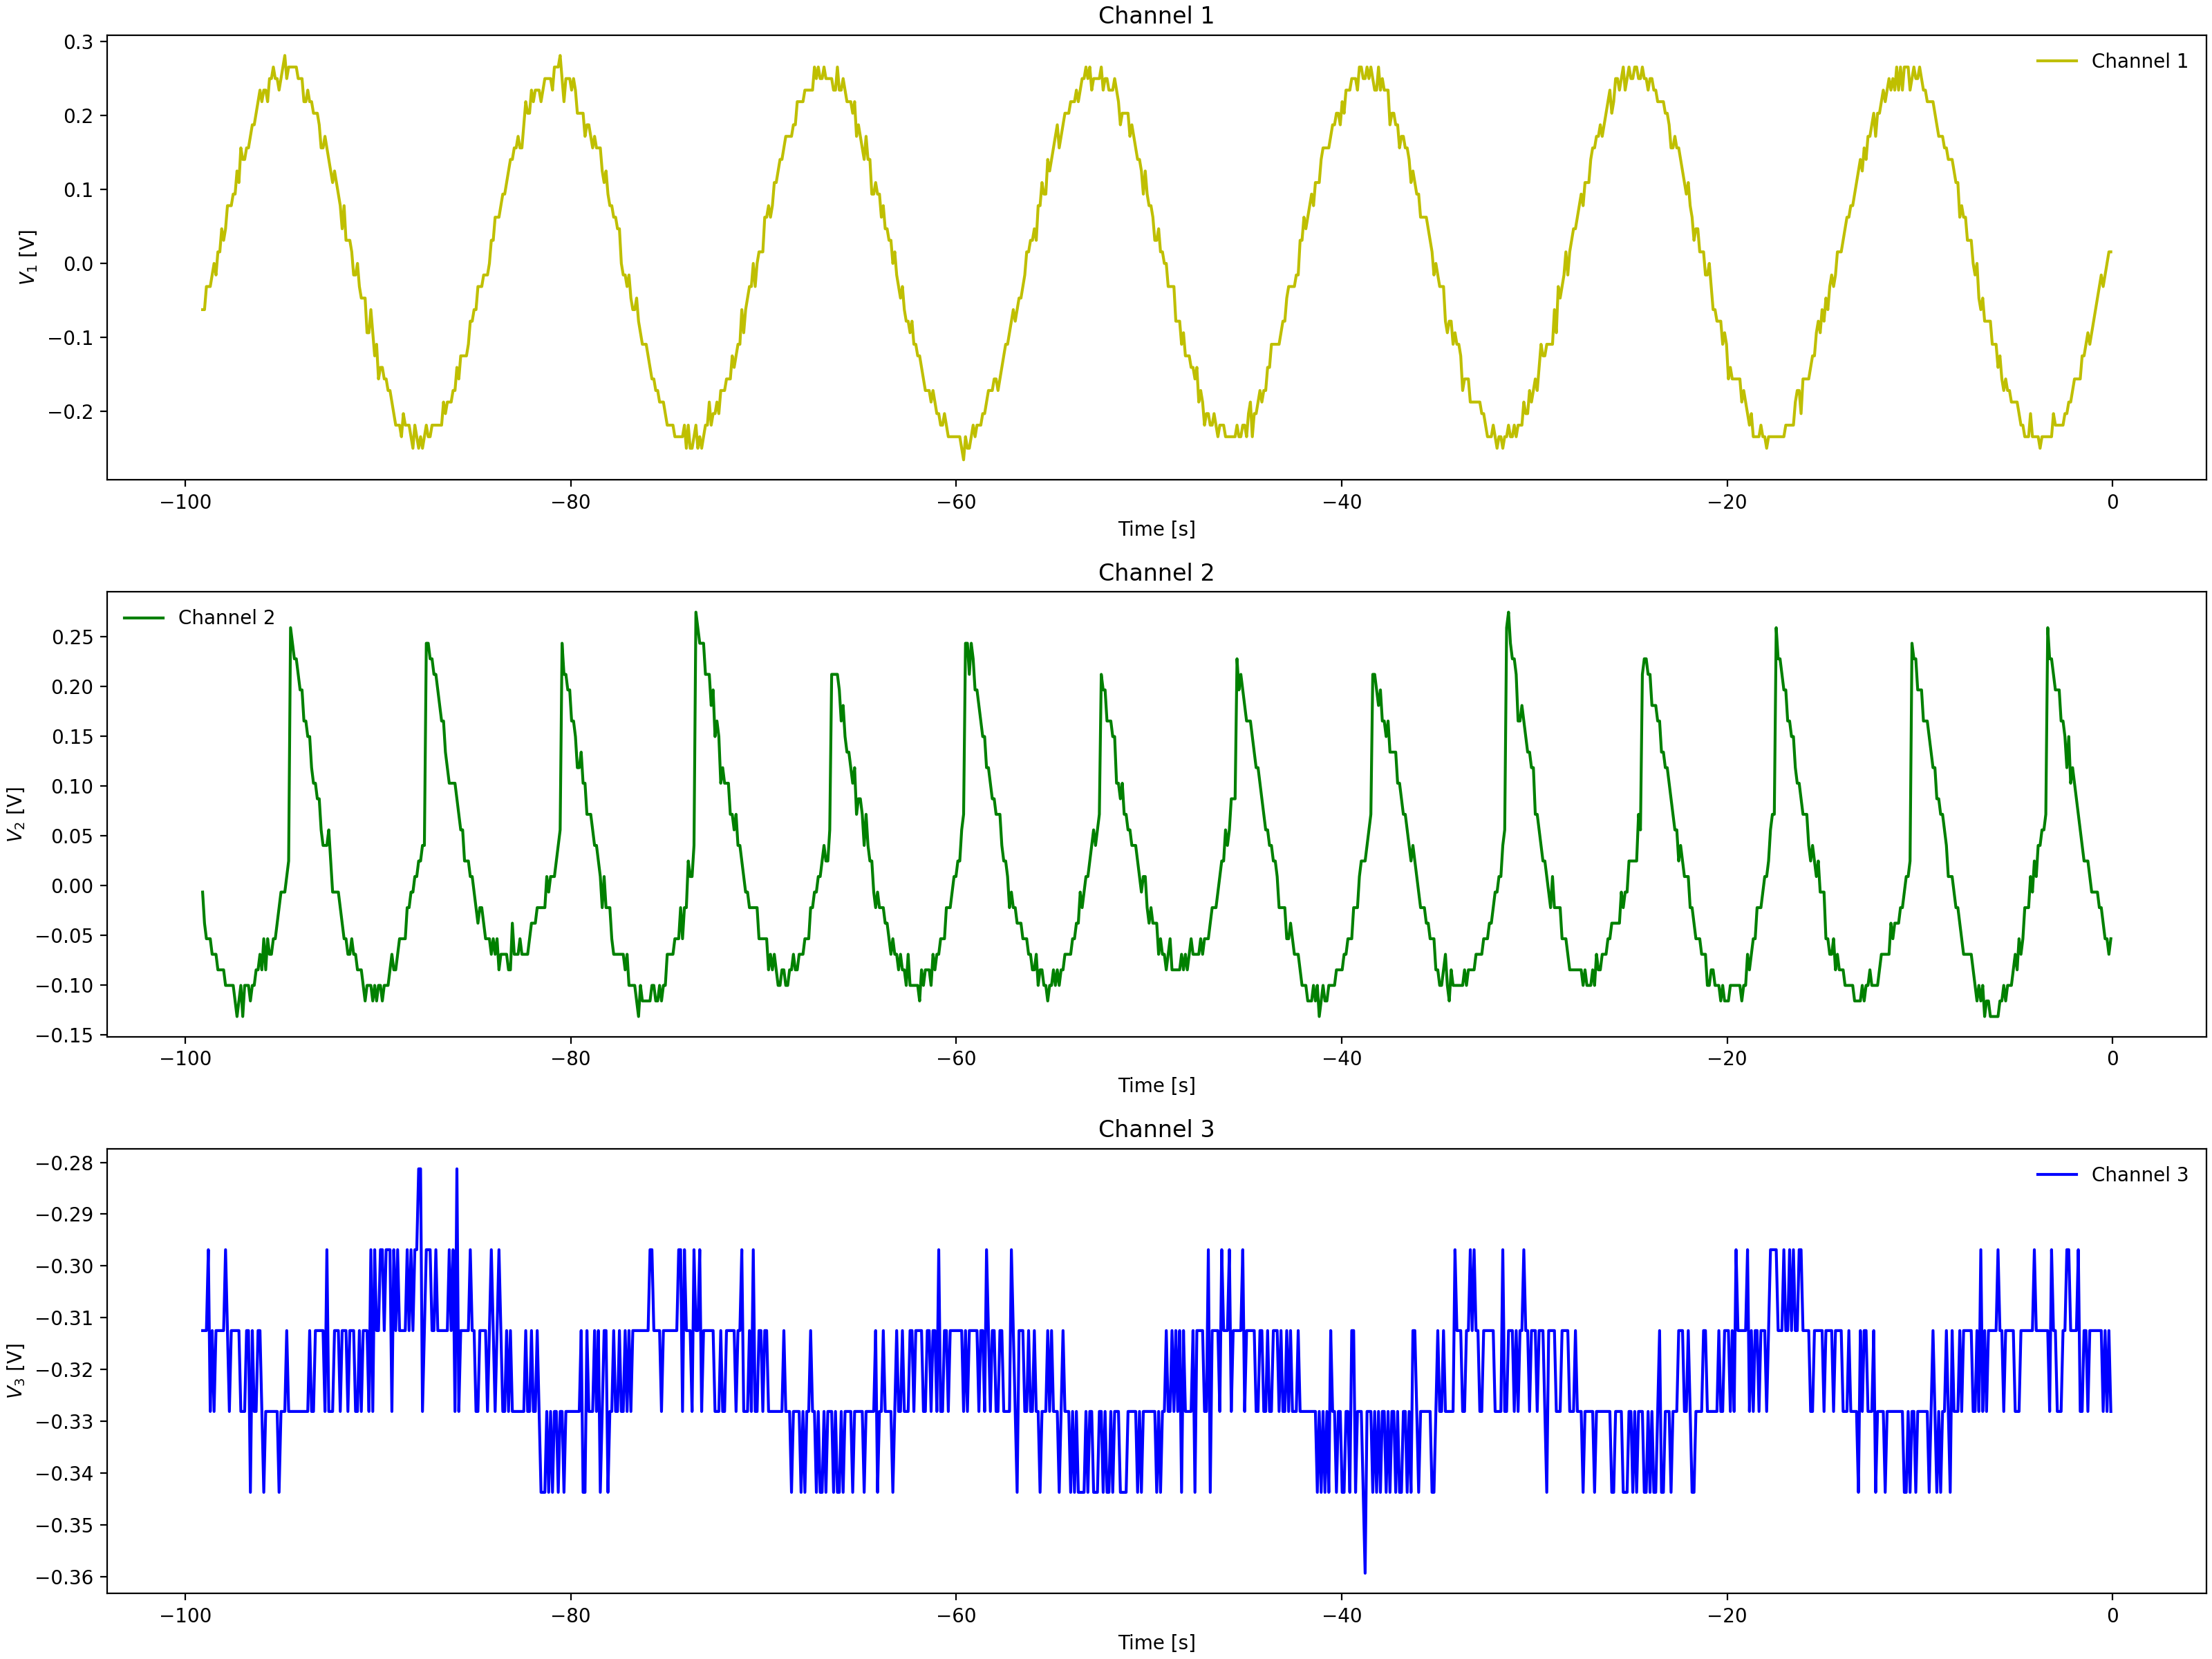 Channel 1
Channel 1
0.3
0.2
0.1
0.0
−0.1
−0.2
V1 [V]
−100 −80 −60 −40 −20 0
Time [s]
Channel 2
Channel 2
0.25
0.20
0.15
0.10
0.05
0.00
−0.05
−0.10
−0.15
V2 [V]
−100 −80 −60 −40 −20 0
Time [s]
Channel 3
Channel 3
−0.28
−0.29
−0.30
−0.31
−0.32
−0.33
−0.34
−0.35
−0.36
V3 [V]
−100 −80 −60 −40 −20 0
Time [s]